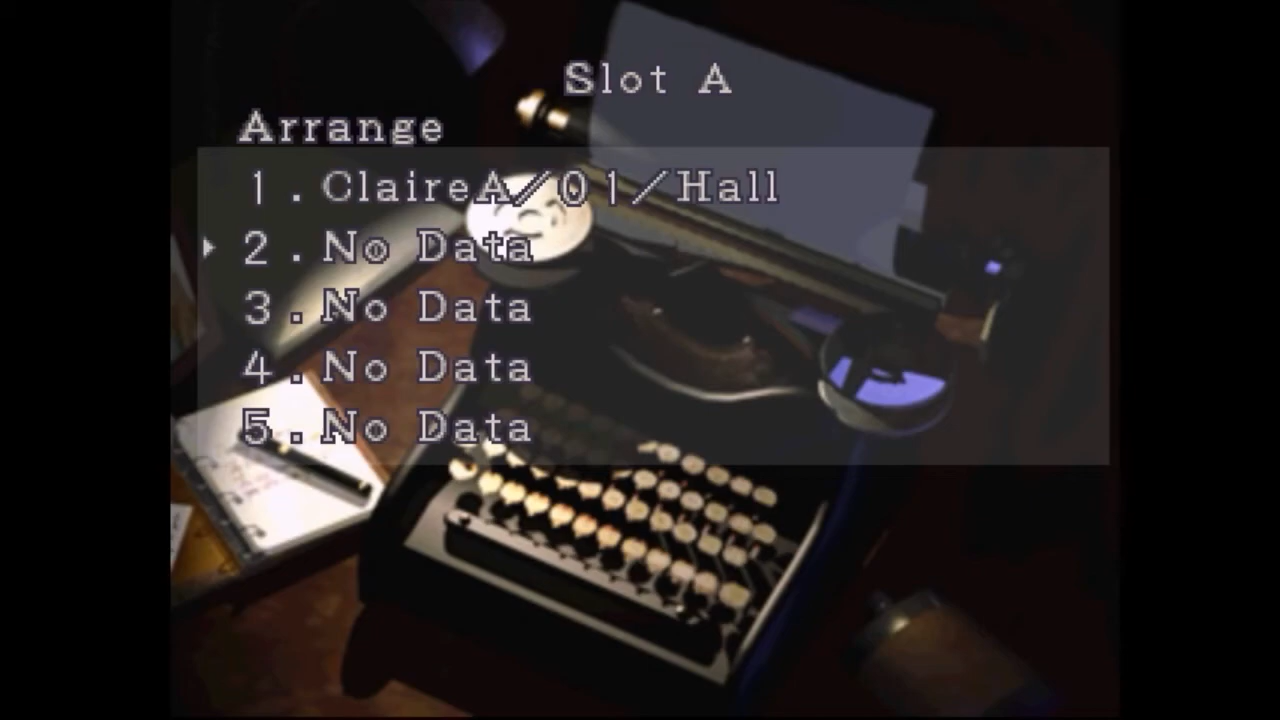 Slot A
Arrange
1. ClaireA/01/Hall
2. No Data
3. No Data
4. No Data
5. No Data